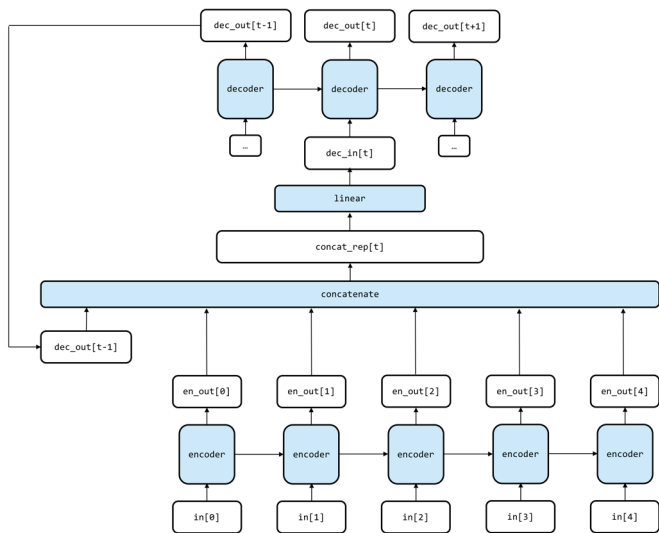 dec_out[t-1]
dec_out[t]
dec_out[t+1]
decoder
decoder
decoder
…
dec_in[t]
…
linear
concat_rep[t]
concatenate
dec_out[t-1]
en_out[0]
en_out[1]
en_out[2]
en_out[3]
en_out[4]
encoder
encoder
encoder
encoder
encoder
in[0]
in[1]
in[2]
in[3]
in[4]